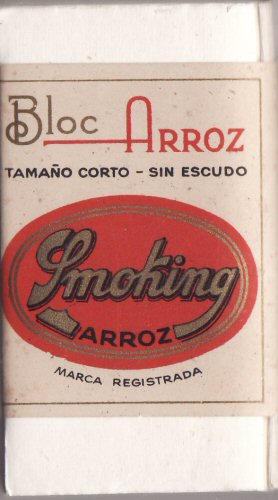 Bloc ARROZ
TAMAÑO CORTO - SIN ESCUDO
Smoking
ARROZ
MARCA REGISTRADA